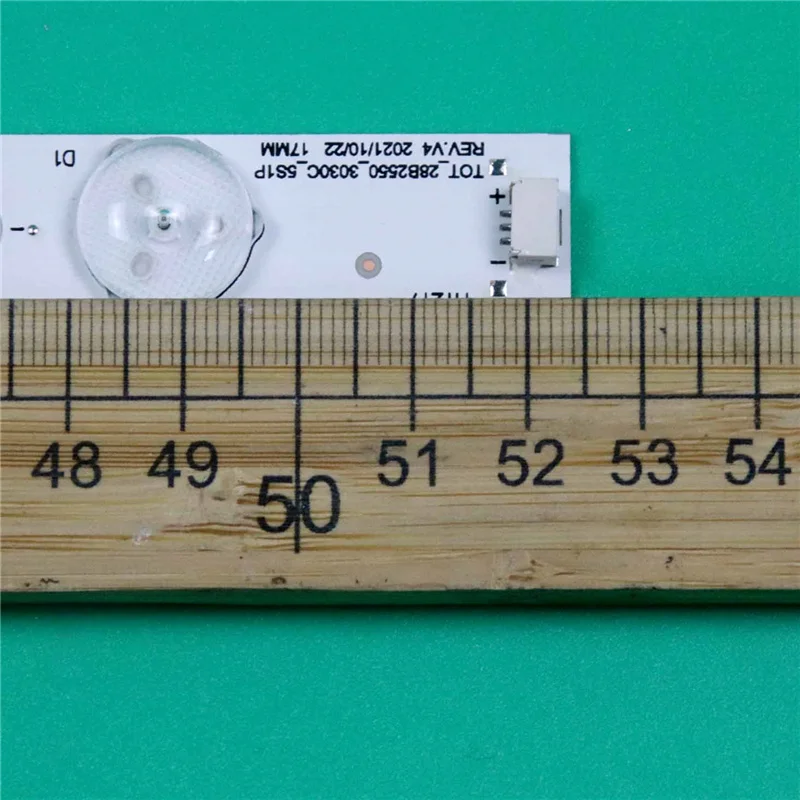 TOT_28B2550_3030C_5S1P
REV.V4 2021/10/22 17MM
D1
+
-
-
48 49 50 51 52 53 54